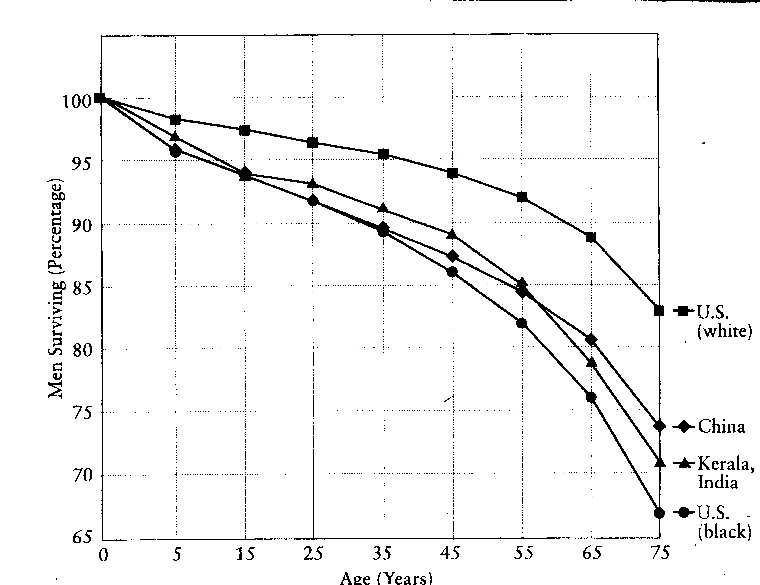 Men Surviving (Percentage)
100
95
90
85
80
75
70
65
0 5 15 25 35 45 55 65 75
Age (Years)
U.S.
(white)
China
Kerala,
India
U.S.
(black)